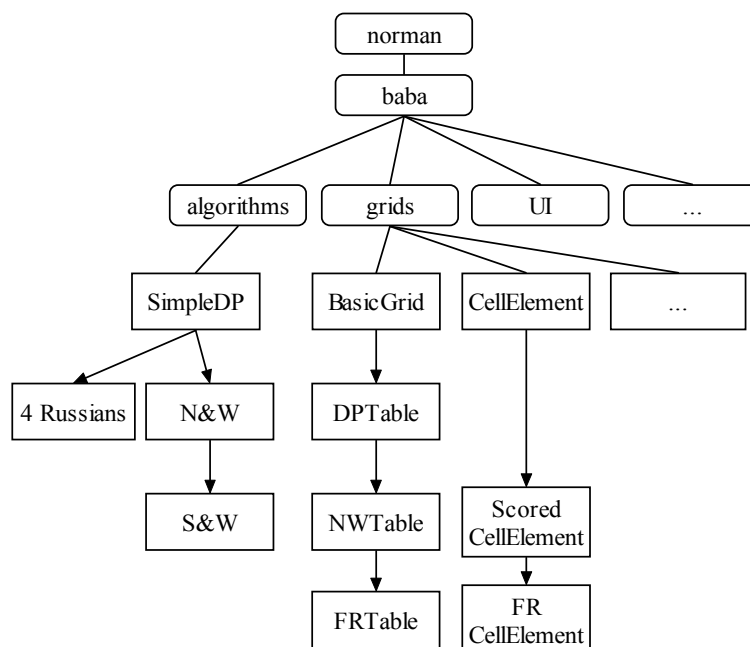 norman
baba
algorithms
grids
UI
...
SimpleDP
BasicGrid
CellElement
...
4 Russians
N&W
DPTable
S&W
NWTable
Scored
CellElement
FRTable
FR
CellElement